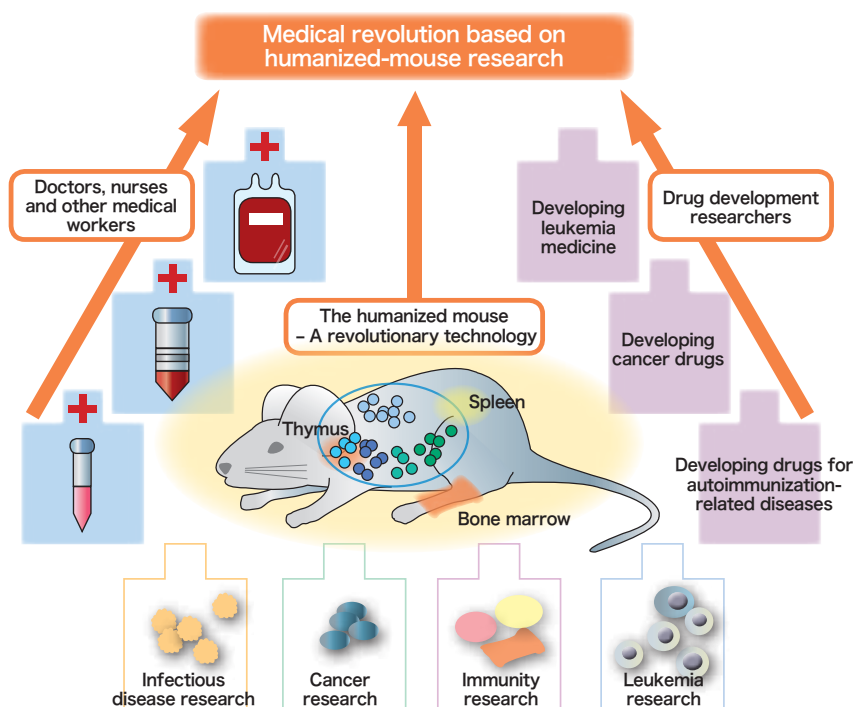 Medical revolution based on
humanized-mouse research
Doctors, nurses
and other medical
workers
Developing
leukemia
medicine
Drug development
researchers
The humanized mouse
– A revolutionary technology
Developing
cancer drugs
Spleen
Thymus
Developing drugs for
autoimmunization-
related diseases
Bone marrow
Infectious
disease research
Cancer
research
Immunity
research
Leukemia
research